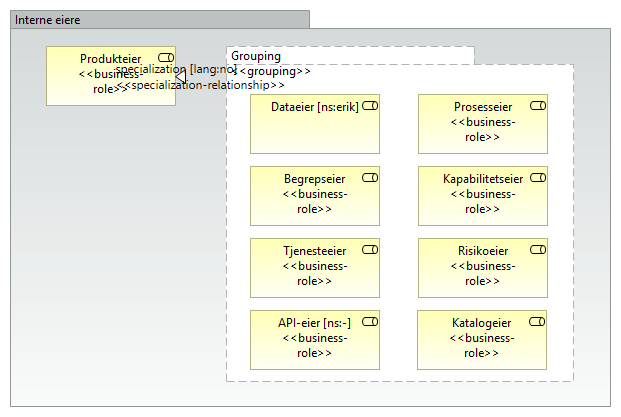 Interne eiere
Produkteier
<<business-
role>>
specialization [lang:no]
<<specialization-relationship>>
Grouping
<<grouping>>
Dataeier [ns:erik]
Prosesseier
<<business-
role>>
Begrepseier
<<business-
role>>
Kapabilitetseier
<<business-
role>>
Tjenesteeier
<<business-
role>>
Risikoeier
<<business-
role>>
API-eier [ns:-]
<<business-
role>>
Katalogeier
<<business-
role>>